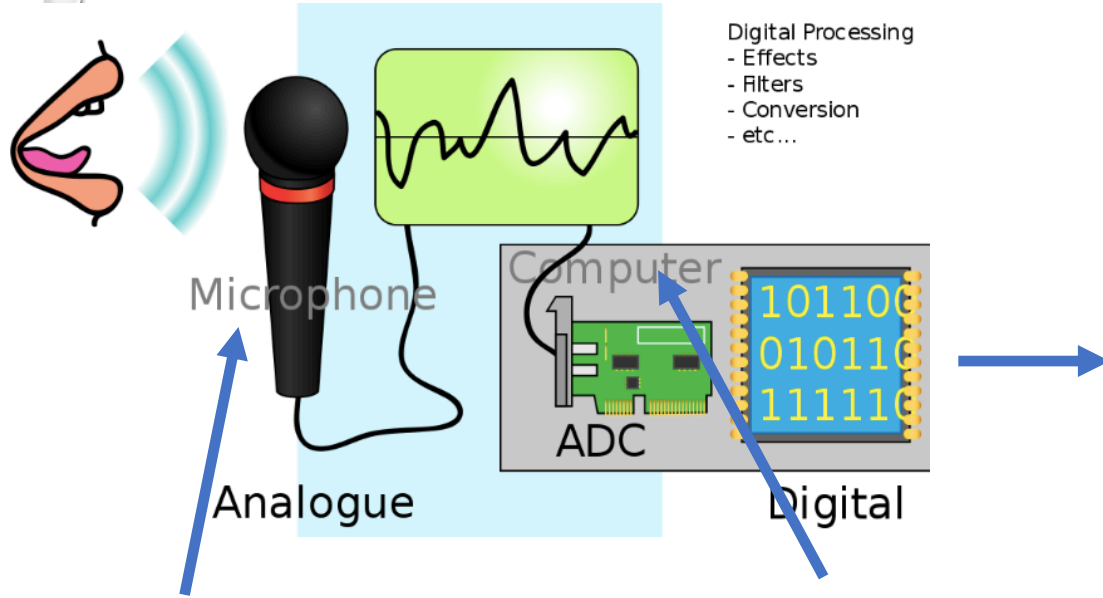 Digital Processing
- Effects
- Filters
- Conversion
- etc...
Microphone
Computer
101100
010110
111110
ADC
Analogue
Digital